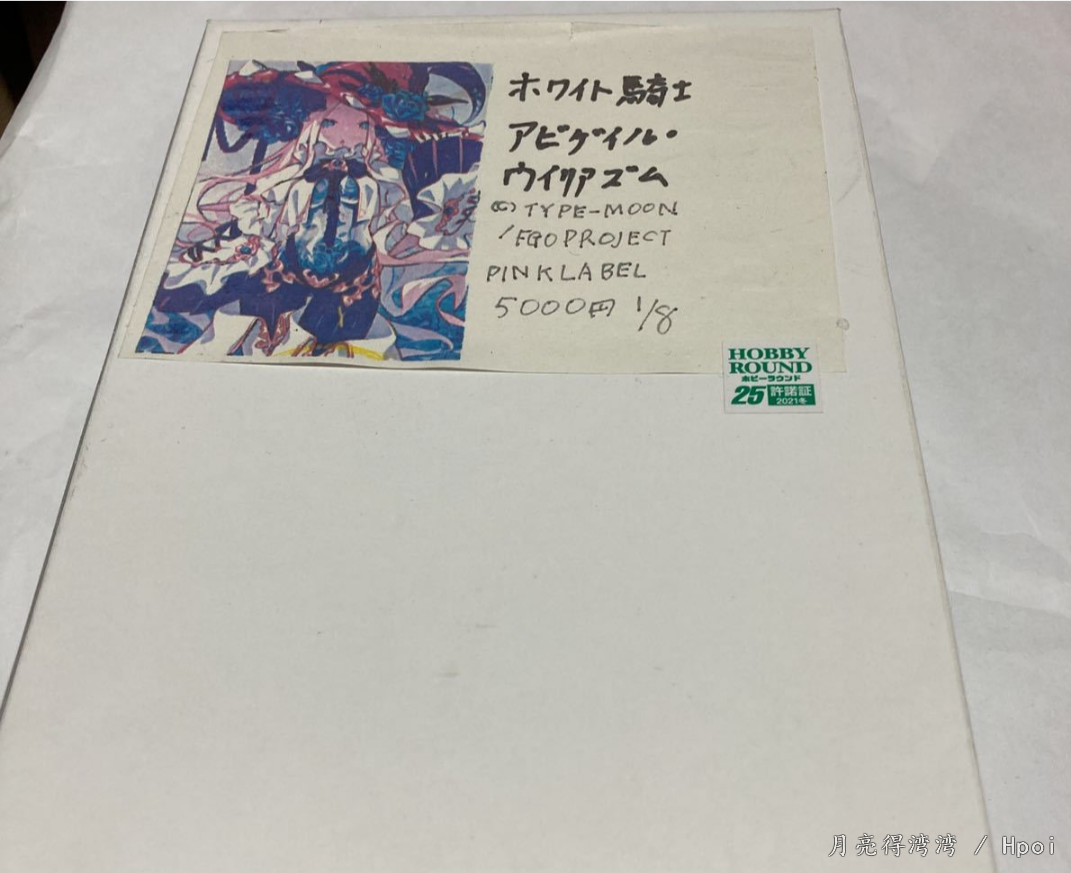 ホワイト騎士
アビゲイル・
ウイリアズム
(C) TYPE-MOON
/FGO PROJECT
PINK LABEL
5000円 1/8
HOBBY
ROUND
ホビーラウンド
25 許諾証
2021冬
月亮得湾湾 / Hpoi